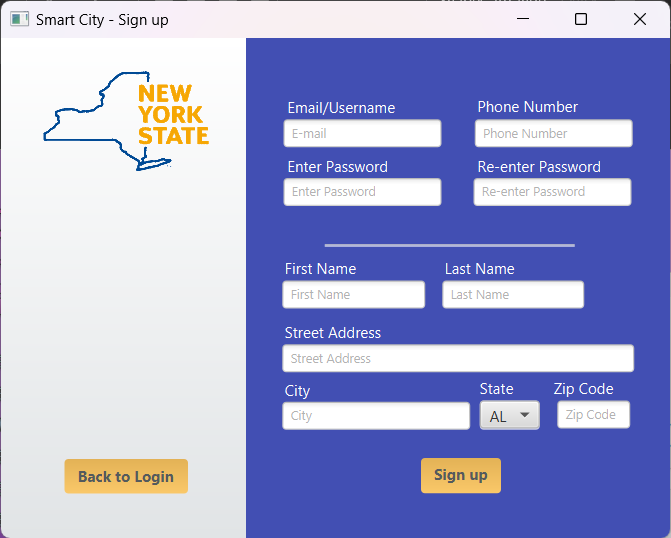 Smart City - Sign up
NEW
YORK
STATE
Back to Login
Email/Username
Phone Number
E-mail
Phone Number
Enter Password
Re-enter Password
Enter Password
Re-enter Password
First Name
Last Name
First Name
Last Name
Street Address
Street Address
City
State
Zip Code
City
AL
Zip Code
Sign up